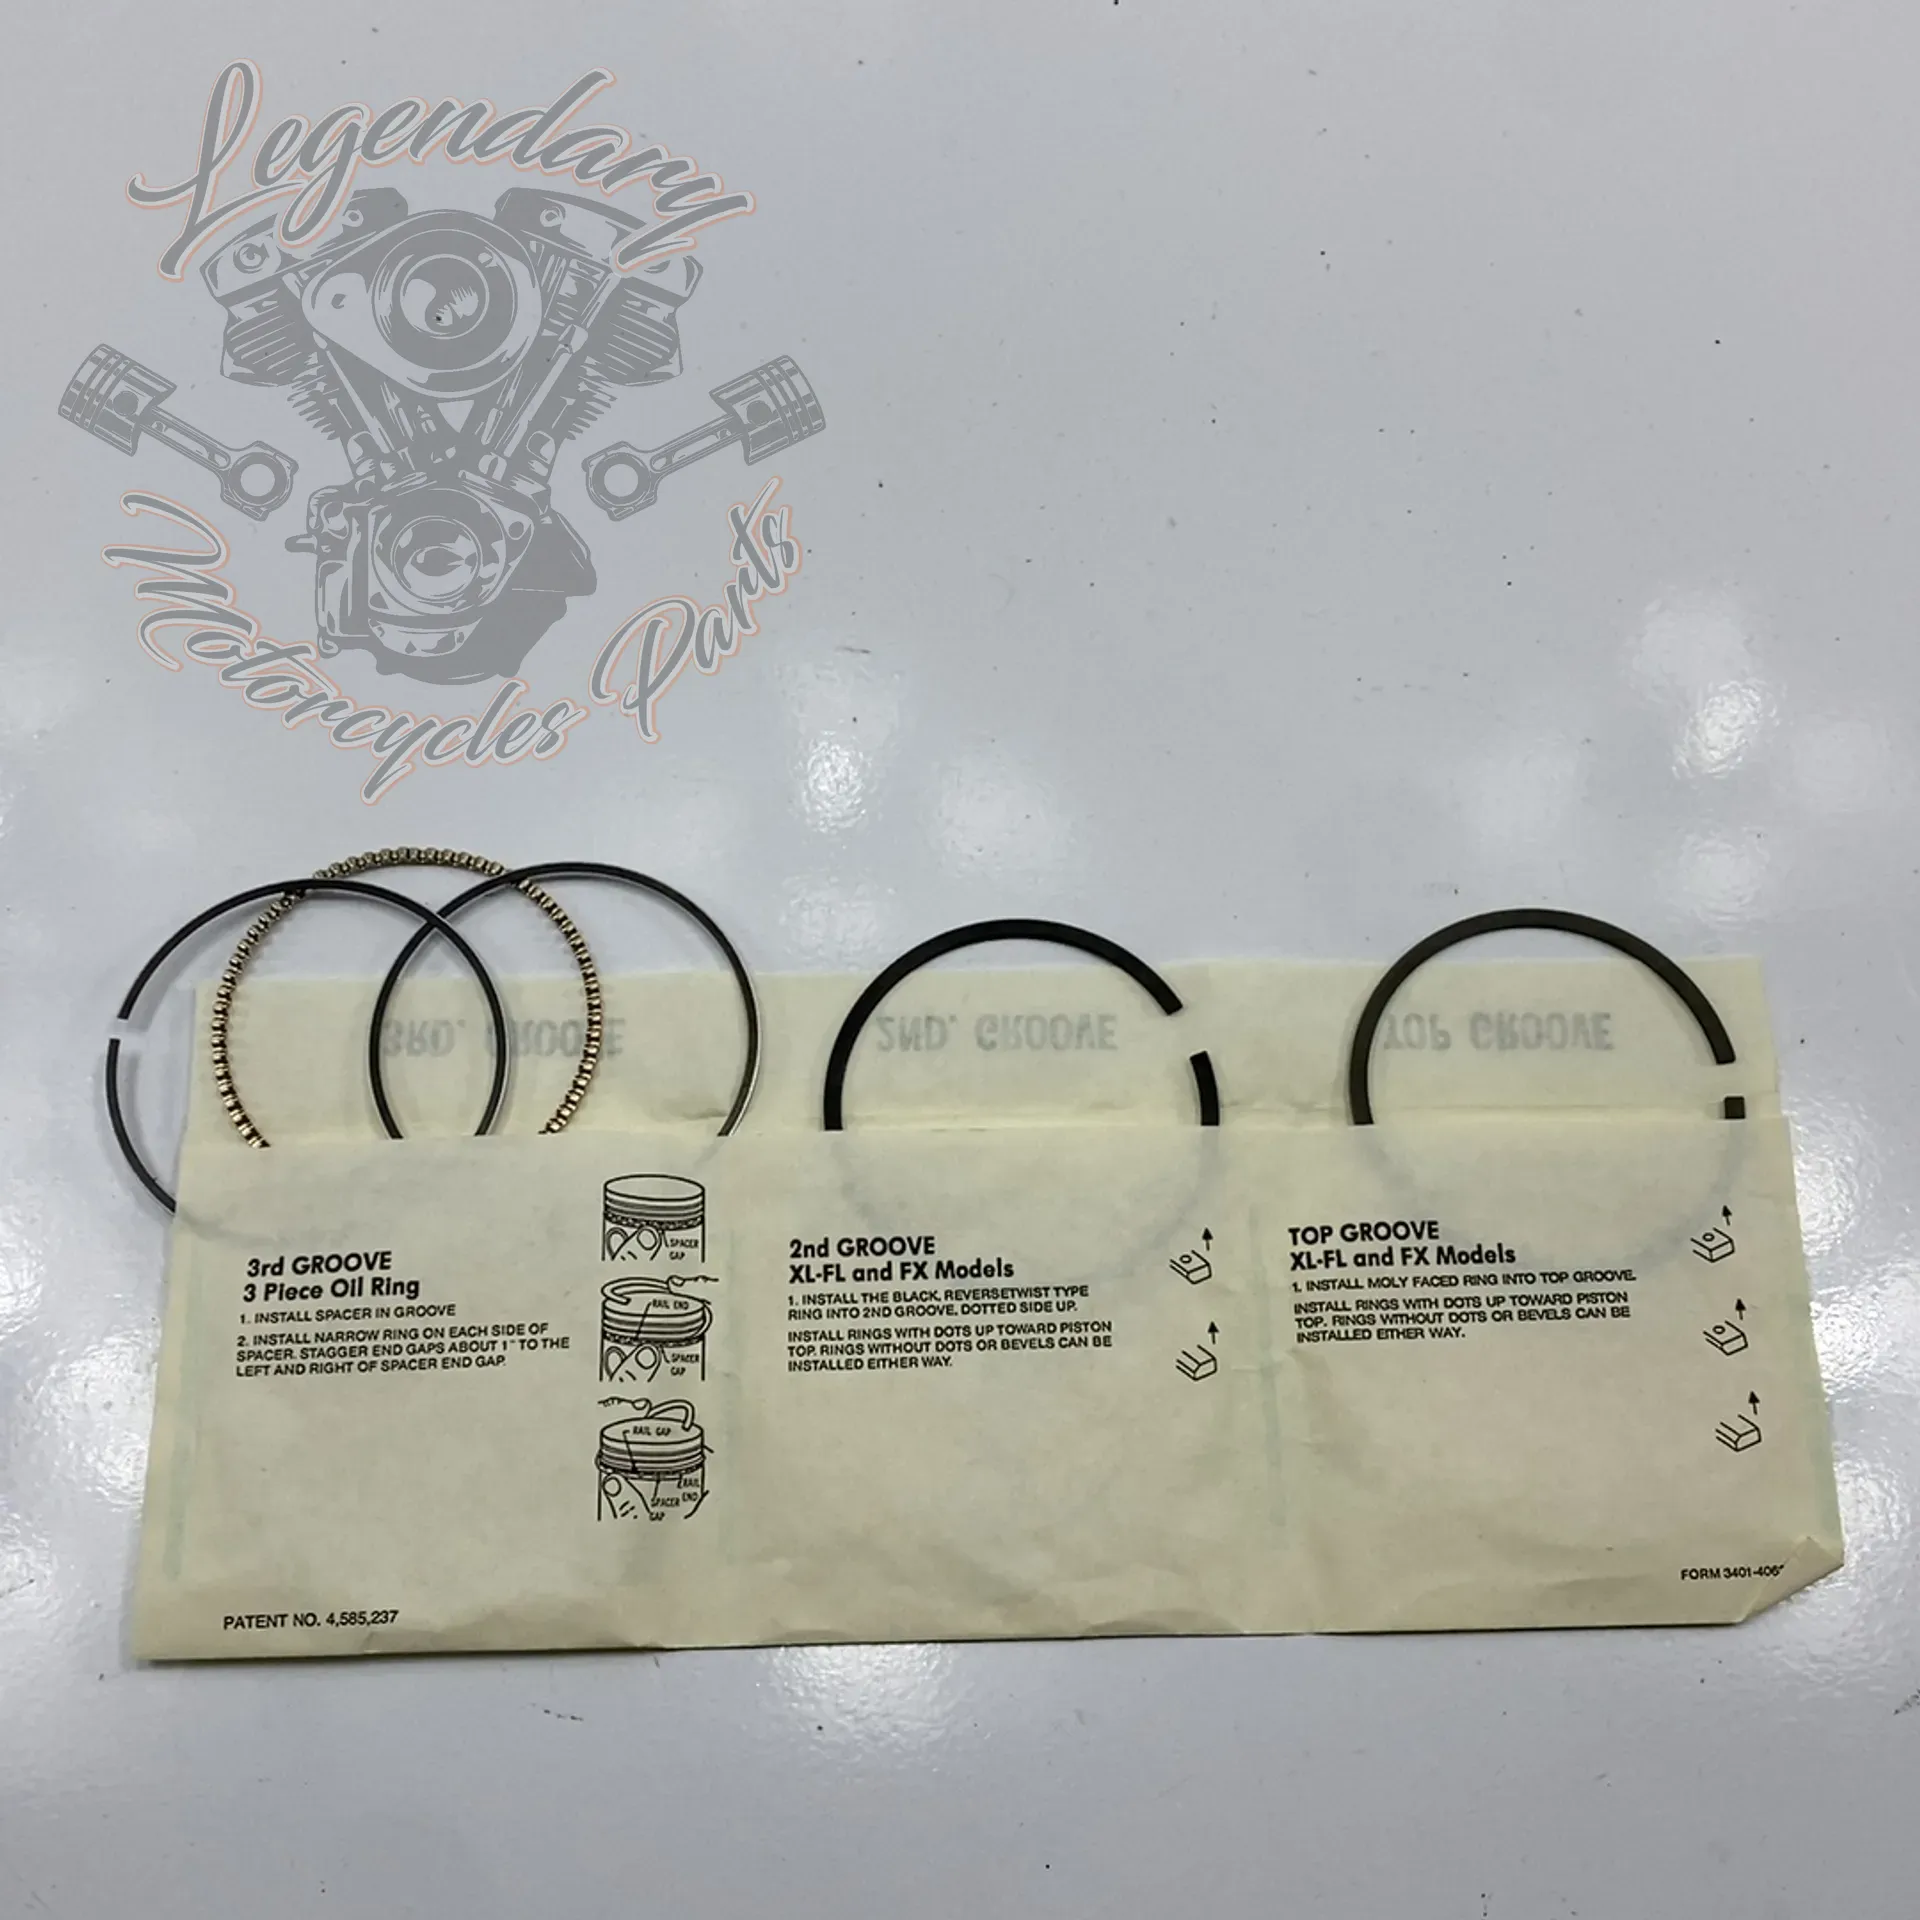 Legendary
Motorcycles Parts
3RD. GROOVE
2ND. GROOVE
TOP GROOVE
3rd GROOVE
3 Piece Oil Ring
1. INSTALL SPACER IN GROOVE
2. INSTALL NARROW RING ON EACH SIDE OF
SPACER. STAGGER END GAPS ABOUT 1" TO THE
LEFT AND RIGHT OF SPACER END GAP.
SPACER
GAP
RAIL END
SPACER
GAP
RAIL GAP
RAIL
END
SPACER
GAP
PATENT NO. 4,585,237
2nd GROOVE
XL-FL and FX Models
1. INSTALL THE BLACK, REVERSETWIST TYPE
RING INTO 2ND GROOVE, DOTTED SIDE UP.
INSTALL RINGS WITH DOTS UP TOWARD PISTON
TOP. RINGS WITHOUT DOTS OR BEVELS CAN BE
INSTALLED EITHER WAY.
TOP GROOVE
XL-FL and FX Models
1. INSTALL MOLY FACED RING INTO TOP GROOVE.
INSTALL RINGS WITH DOTS UP TOWARD PISTON
TOP. RINGS WITHOUT DOTS OR BEVELS CAN BE
INSTALLED EITHER WAY.
FORM